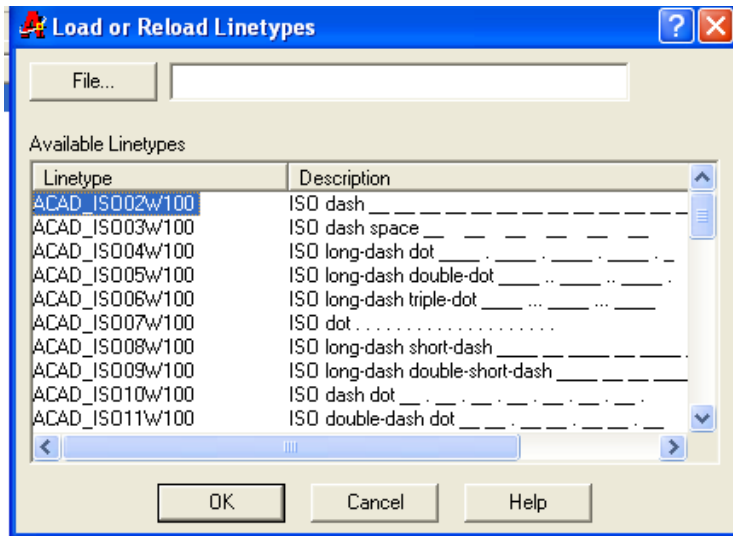 Load or Reload Linetypes
File...
Available Linetypes
Linetype Description
ACAD_ISO02W100 ISO dash __ __ __ __ __ __ __ __ __ __ __ __ __
ACAD_ISO03W100 ISO dash space __ __ __ __ __ __
ACAD_ISO04W100 ISO long-dash dot ____ . ____ . ____ . ____ . _
ACAD_ISO05W100 ISO long-dash double-dot ____ .. ____ .. ____ .
ACAD_ISO06W100 ISO long-dash triple-dot ____ ... ____ ... ____
ACAD_ISO07W100 ISO dot . . . . . . . . . . . . . . . . . . . .
ACAD_ISO08W100 ISO long-dash short-dash ____ __ ____ __ ____
ACAD_ISO09W100 ISO long-dash double-short-dash ____ __ __ ____
ACAD_ISO10W100 ISO dash dot __ . __ . __ . __ . __ . __ .
ACAD_ISO11W100 ISO double-dash dot __ __ . __ __ . __ __ . __
OK Cancel Help